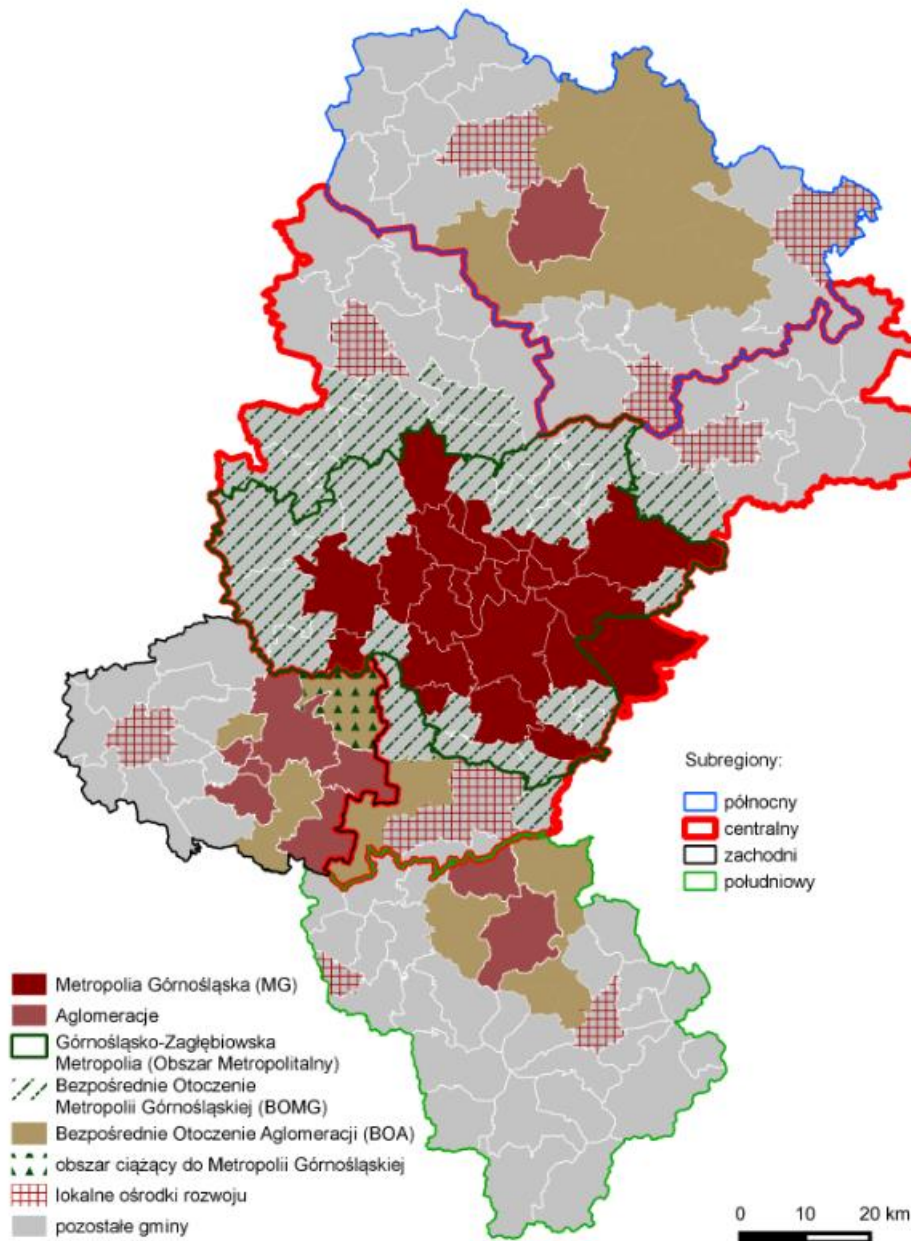 Subregiony:
północny
centralny
zachodni
południowy
Metropolia Górnośląska (MG)
Aglomeracje
Górnośląsko-Zagłębiowska
Metropolia (Obszar Metropolitalny)
Bezpośrednie Otoczenie
Metropolii Górnośląskiej (BOMG)
Bezpośrednie Otoczenie Aglomeracji (BOA)
obszar ciążący do Metropolii Górnośląskiej
lokalne ośrodki rozwoju
pozostałe gminy
0 10 20 km